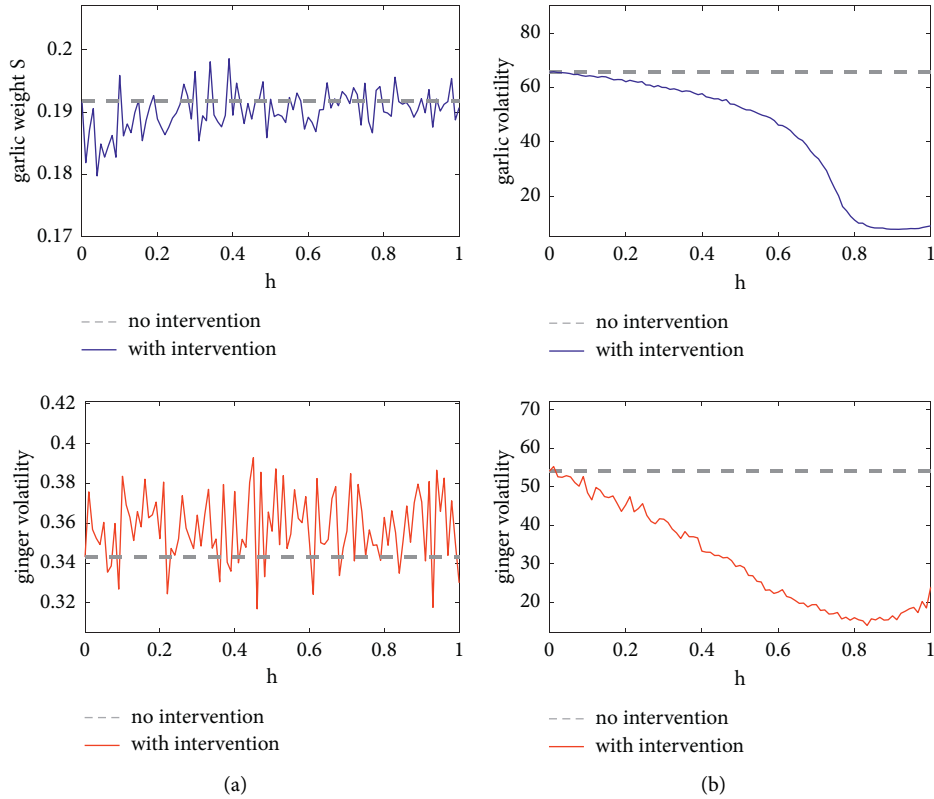 garlic weight S
0.2
0.19
0.18
0.17
0 0.2 0.4 0.6 0.8 1
h
no intervention
with intervention
garlic volatility
80
60
40
20
0 0.2 0.4 0.6 0.8 1
h
no intervention
with intervention
ginger volatility
0.42
0.4
0.38
0.36
0.34
0.32
0 0.2 0.4 0.6 0.8 1
h
no intervention
with intervention
(a)
ginger volatility
70
60
50
40
30
20
0 0.2 0.4 0.6 0.8 1
h
no intervention
with intervention
(b)